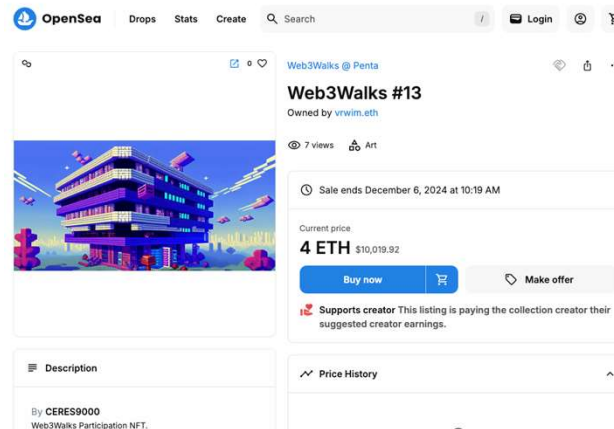 OpenSea
Drops Stats Create
Search /
Login
Web3Walks @ Penta
0
Web3Walks #13
Owned by vrwim.eth
7 views Art
Sale ends December 6, 2024 at 10:19 AM
Current price
4 ETH $10,019.92
Buy now
Make offer
Supports creator This listing is paying the collection creator their
suggested creator earnings.
Description
Price History
By CERES9000
Web3Walks Participation NFT.